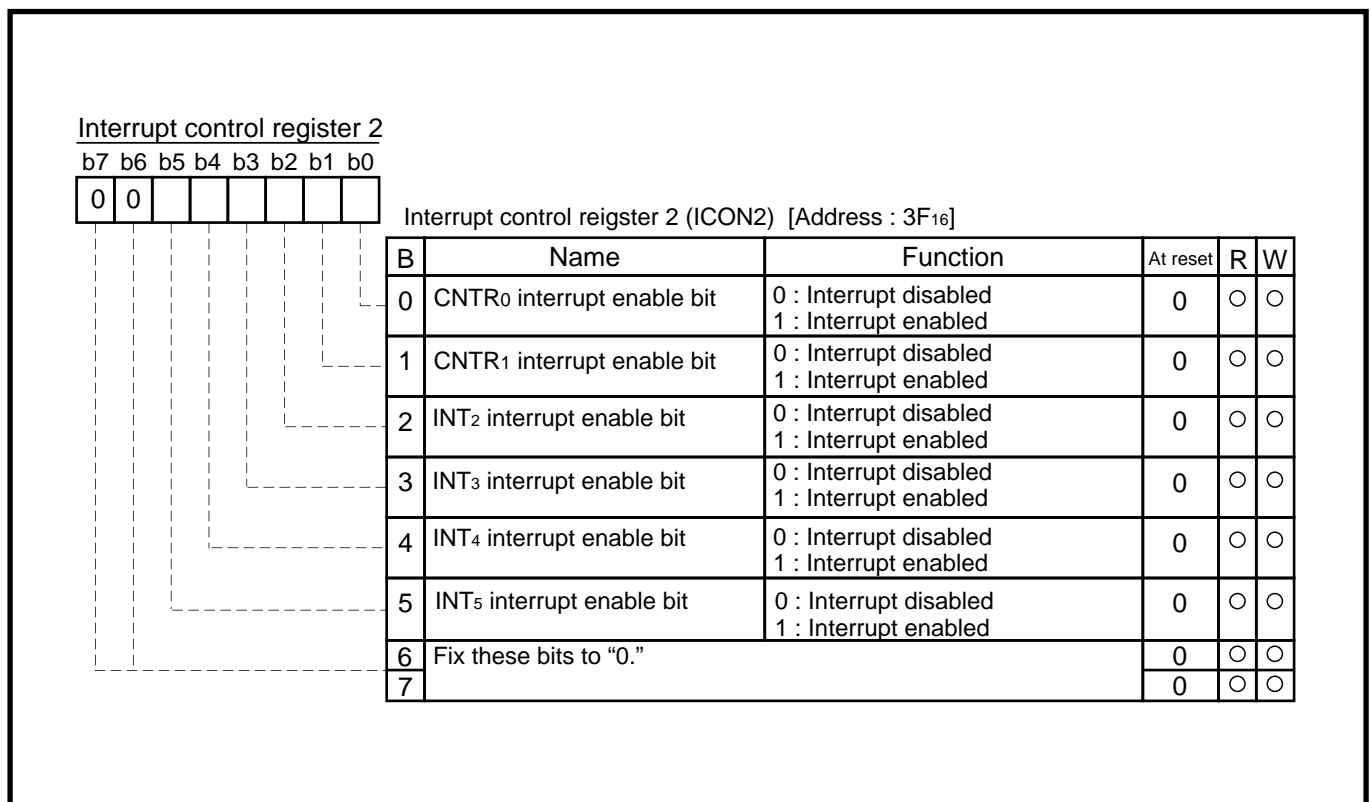 Interrupt control register 2
b7 b6 b5 b4 b3 b2 b1 b0
0 0
Interrupt control reigster 2 (ICON2) [Address : 3F16]
B Name Function At reset R W
0 CNTR0 interrupt enable bit 0 : Interrupt disabled 0 ○ ○
1 : Interrupt enabled
1 CNTR1 interrupt enable bit 0 : Interrupt disabled 0 ○ ○
1 : Interrupt enabled
2 INT2 interrupt enable bit 0 : Interrupt disabled 0 ○ ○
1 : Interrupt enabled
3 INT3 interrupt enable bit 0 : Interrupt disabled 0 ○ ○
1 : Interrupt enabled
4 INT4 interrupt enable bit 0 : Interrupt disabled 0 ○ ○
1 : Interrupt enabled
5 INT5 interrupt enable bit 0 : Interrupt disabled 0 ○ ○
1 : Interrupt enabled
6 Fix these bits to “0.” 0 ○ ○
7 0 ○ ○